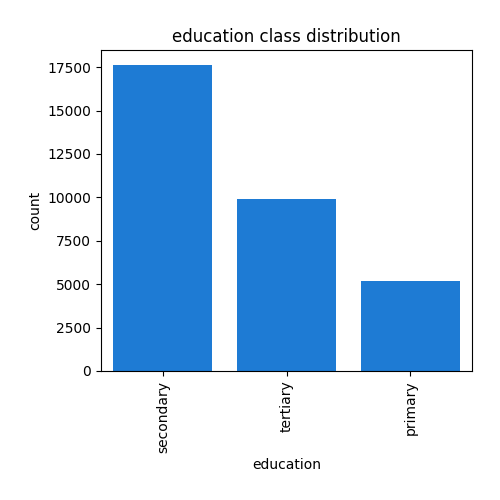 education class distribution
17500
15000
12500
10000
7500
5000
2500
0
count
secondary
tertiary
primary
education